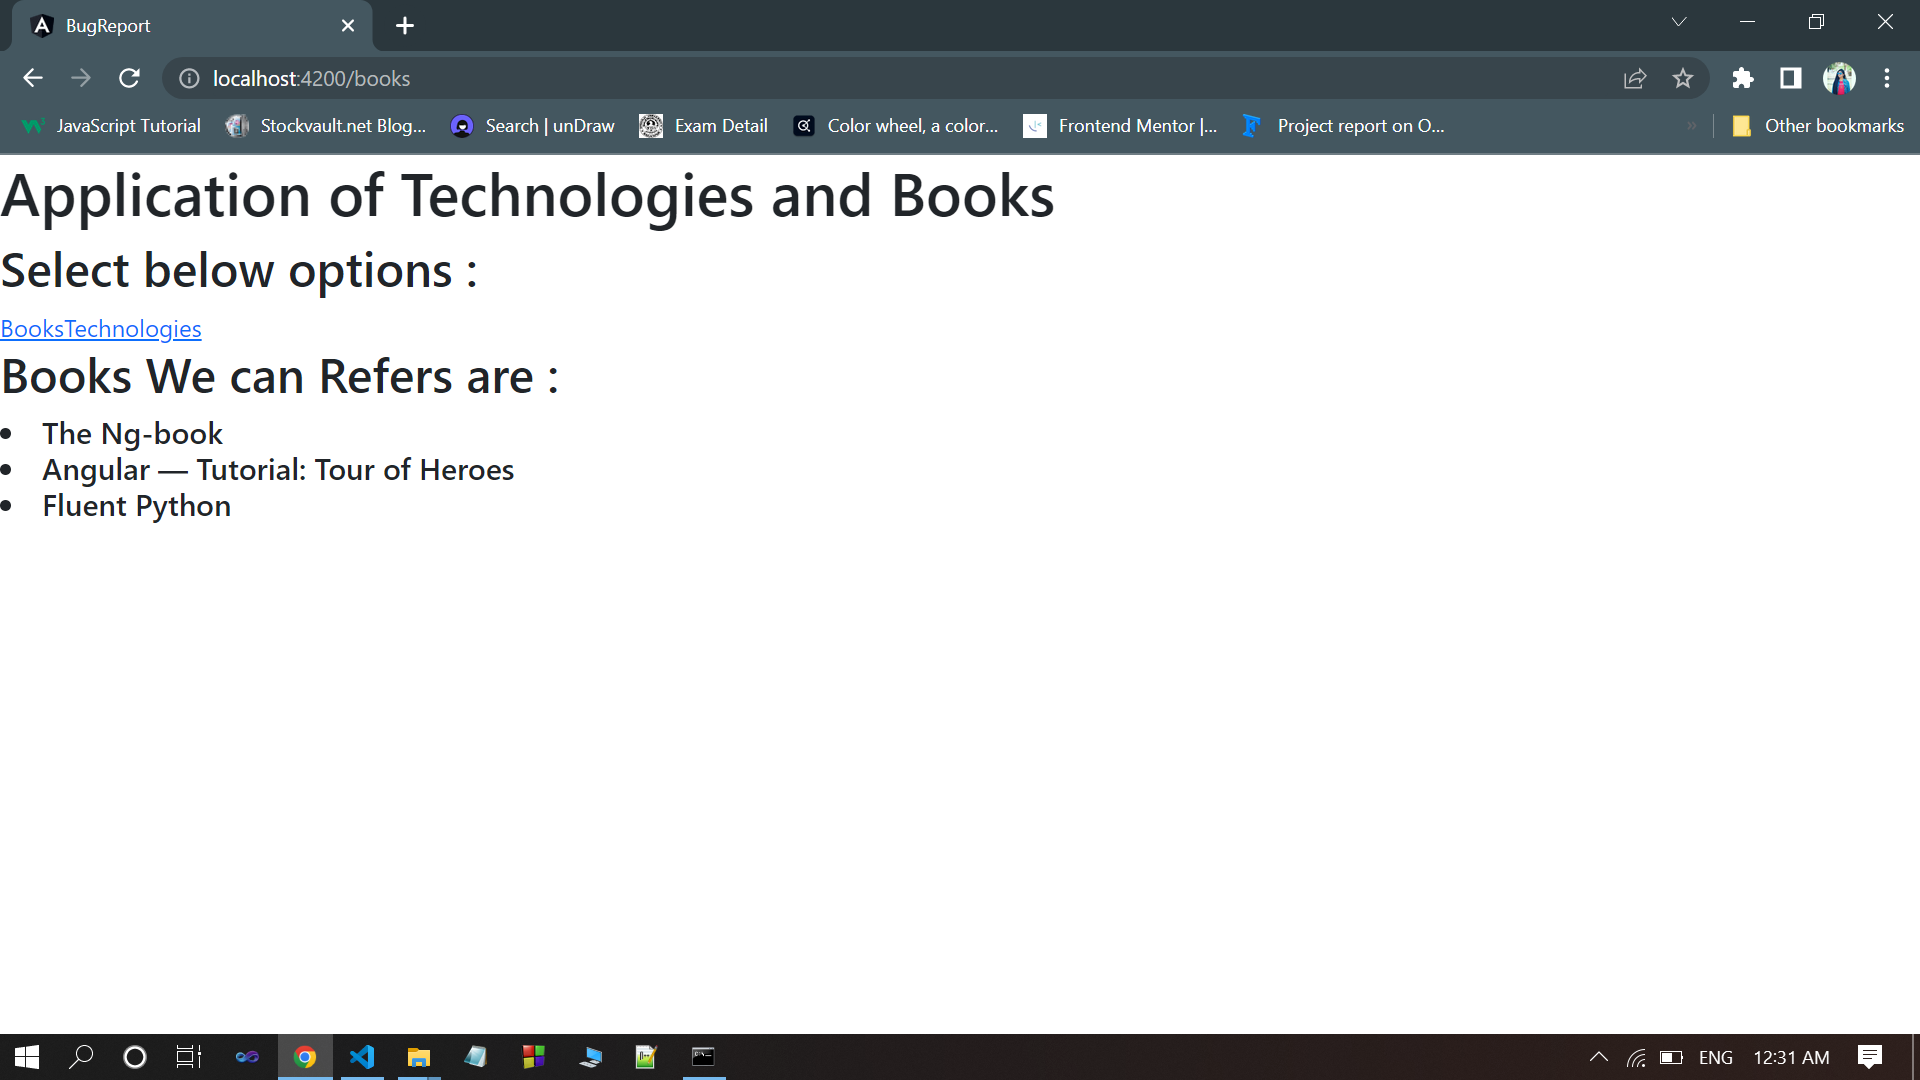 BugReport
localhost:4200/books
JavaScript Tutorial Stockvault.net Blog... Search | unDraw Exam Detail Color wheel, a color... Frontend Mentor |... Project report on O... » Other bookmarks
Application of Technologies and Books
Select below options :
BooksTechnologies
Books We can Refers are :
• The Ng-book
• Angular — Tutorial: Tour of Heroes
• Fluent Python
ENG 12:31 AM